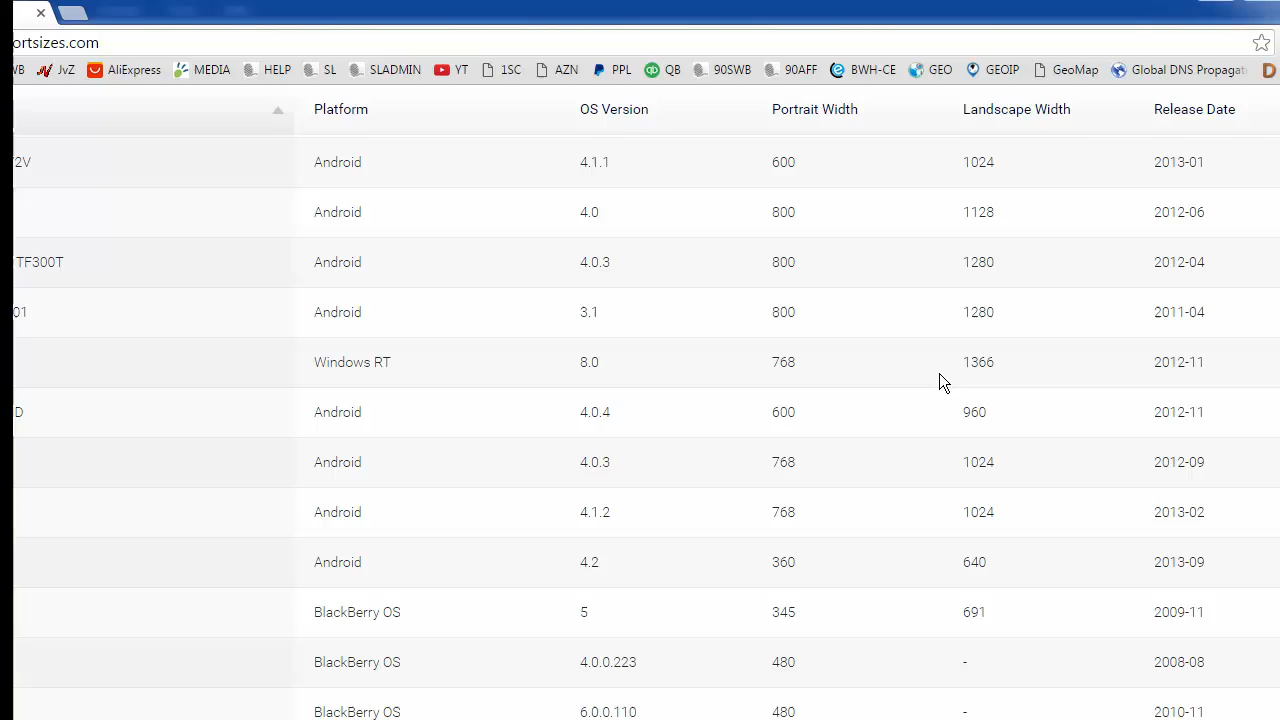 ortsizes.com
WB JvZ AliExpress MEDIA HELP SL SLADMIN YT 1SC AZN PPL QB 90SWB 90AFF BWH-CE GEO GEOIP GeoMap Global DNS Propagat
Platform OS Version Portrait Width Landscape Width Release Date
2V Android 4.1.1 600 1024 2013-01
Android 4.0 800 1128 2012-06
TF300T Android 4.0.3 800 1280 2012-04
01 Android 3.1 800 1280 2011-04
Windows RT 8.0 768 1366 2012-11
D Android 4.0.4 600 960 2012-11
Android 4.0.3 768 1024 2012-09
Android 4.1.2 768 1024 2013-02
Android 4.2 360 640 2013-09
BlackBerry OS 5 345 691 2009-11
BlackBerry OS 4.0.0.223 480 - 2008-08
BlackBerry OS 6.0.0.110 480 - 2010-11